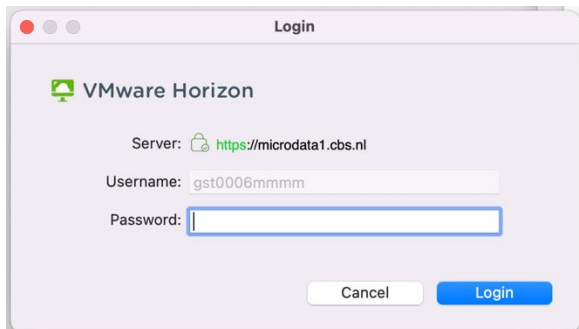 Login
VMware Horizon
Server: https://microdata1.cbs.nl
Username: gst0006mmmm
Password:
Cancel Login